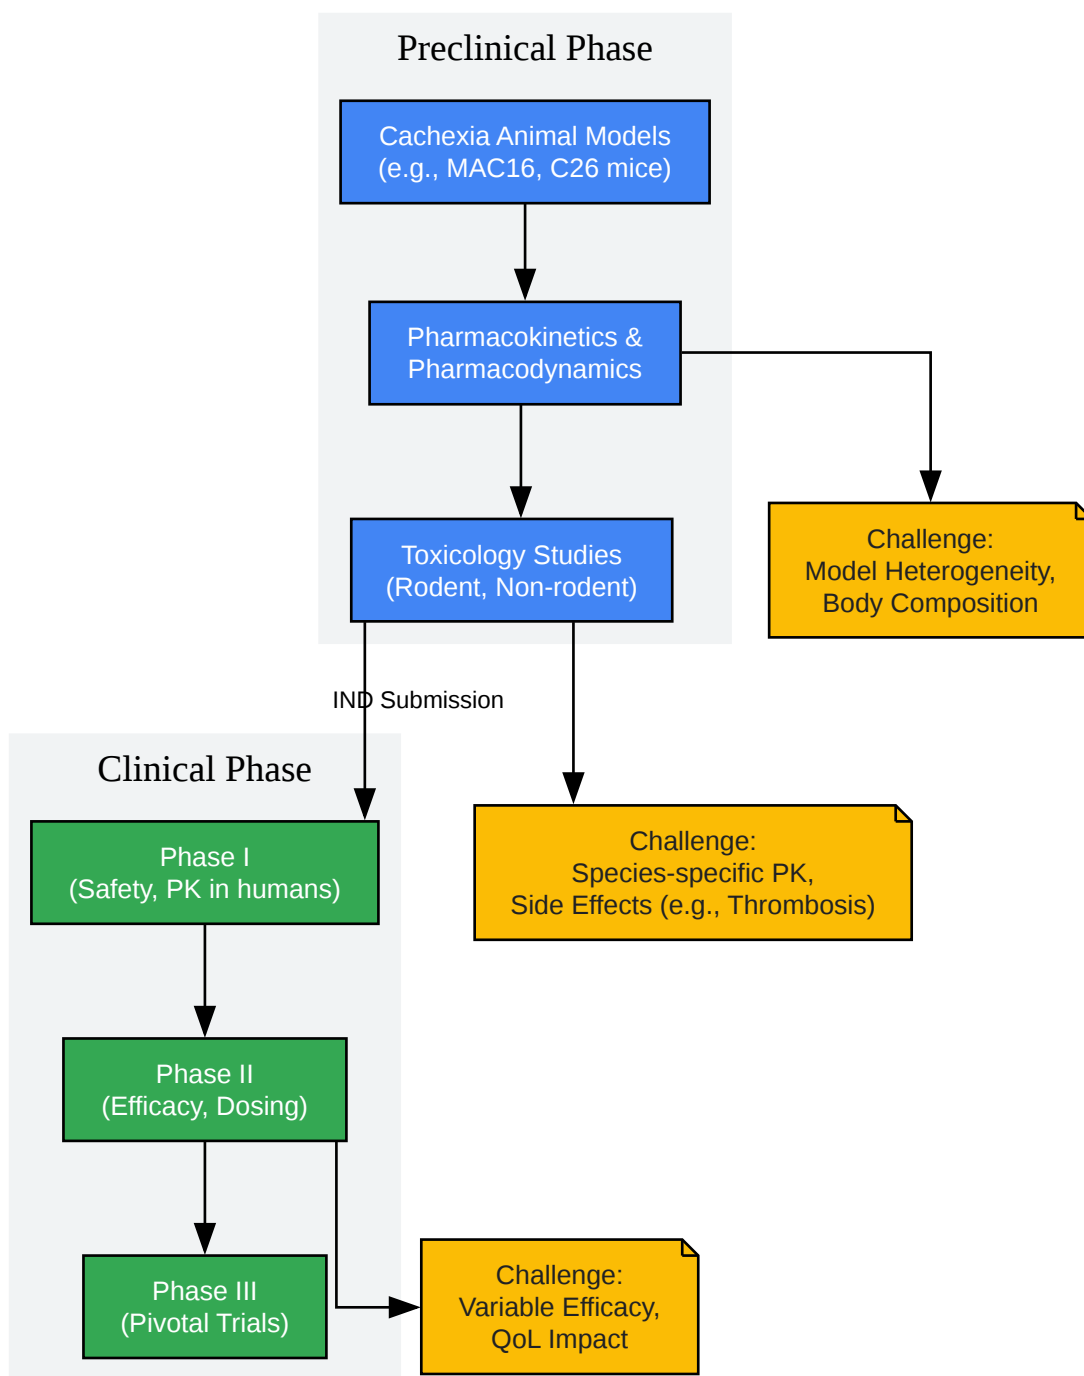 Preclinical Phase
Cachexia Animal Models
(e.g., MAC16, C26 mice)
Pharmacokinetics &
Pharmacodynamics
Toxicology Studies
(Rodent, Non-rodent)
Challenge:
Model Heterogeneity,
Body Composition
IND Submission
Clinical Phase
Phase I
(Safety, PK in humans)
Challenge:
Species-specific PK,
Side Effects (e.g., Thrombosis)
Phase II
(Efficacy, Dosing)
Phase III
(Pivotal Trials)
Challenge:
Variable Efficacy,
QoL Impact